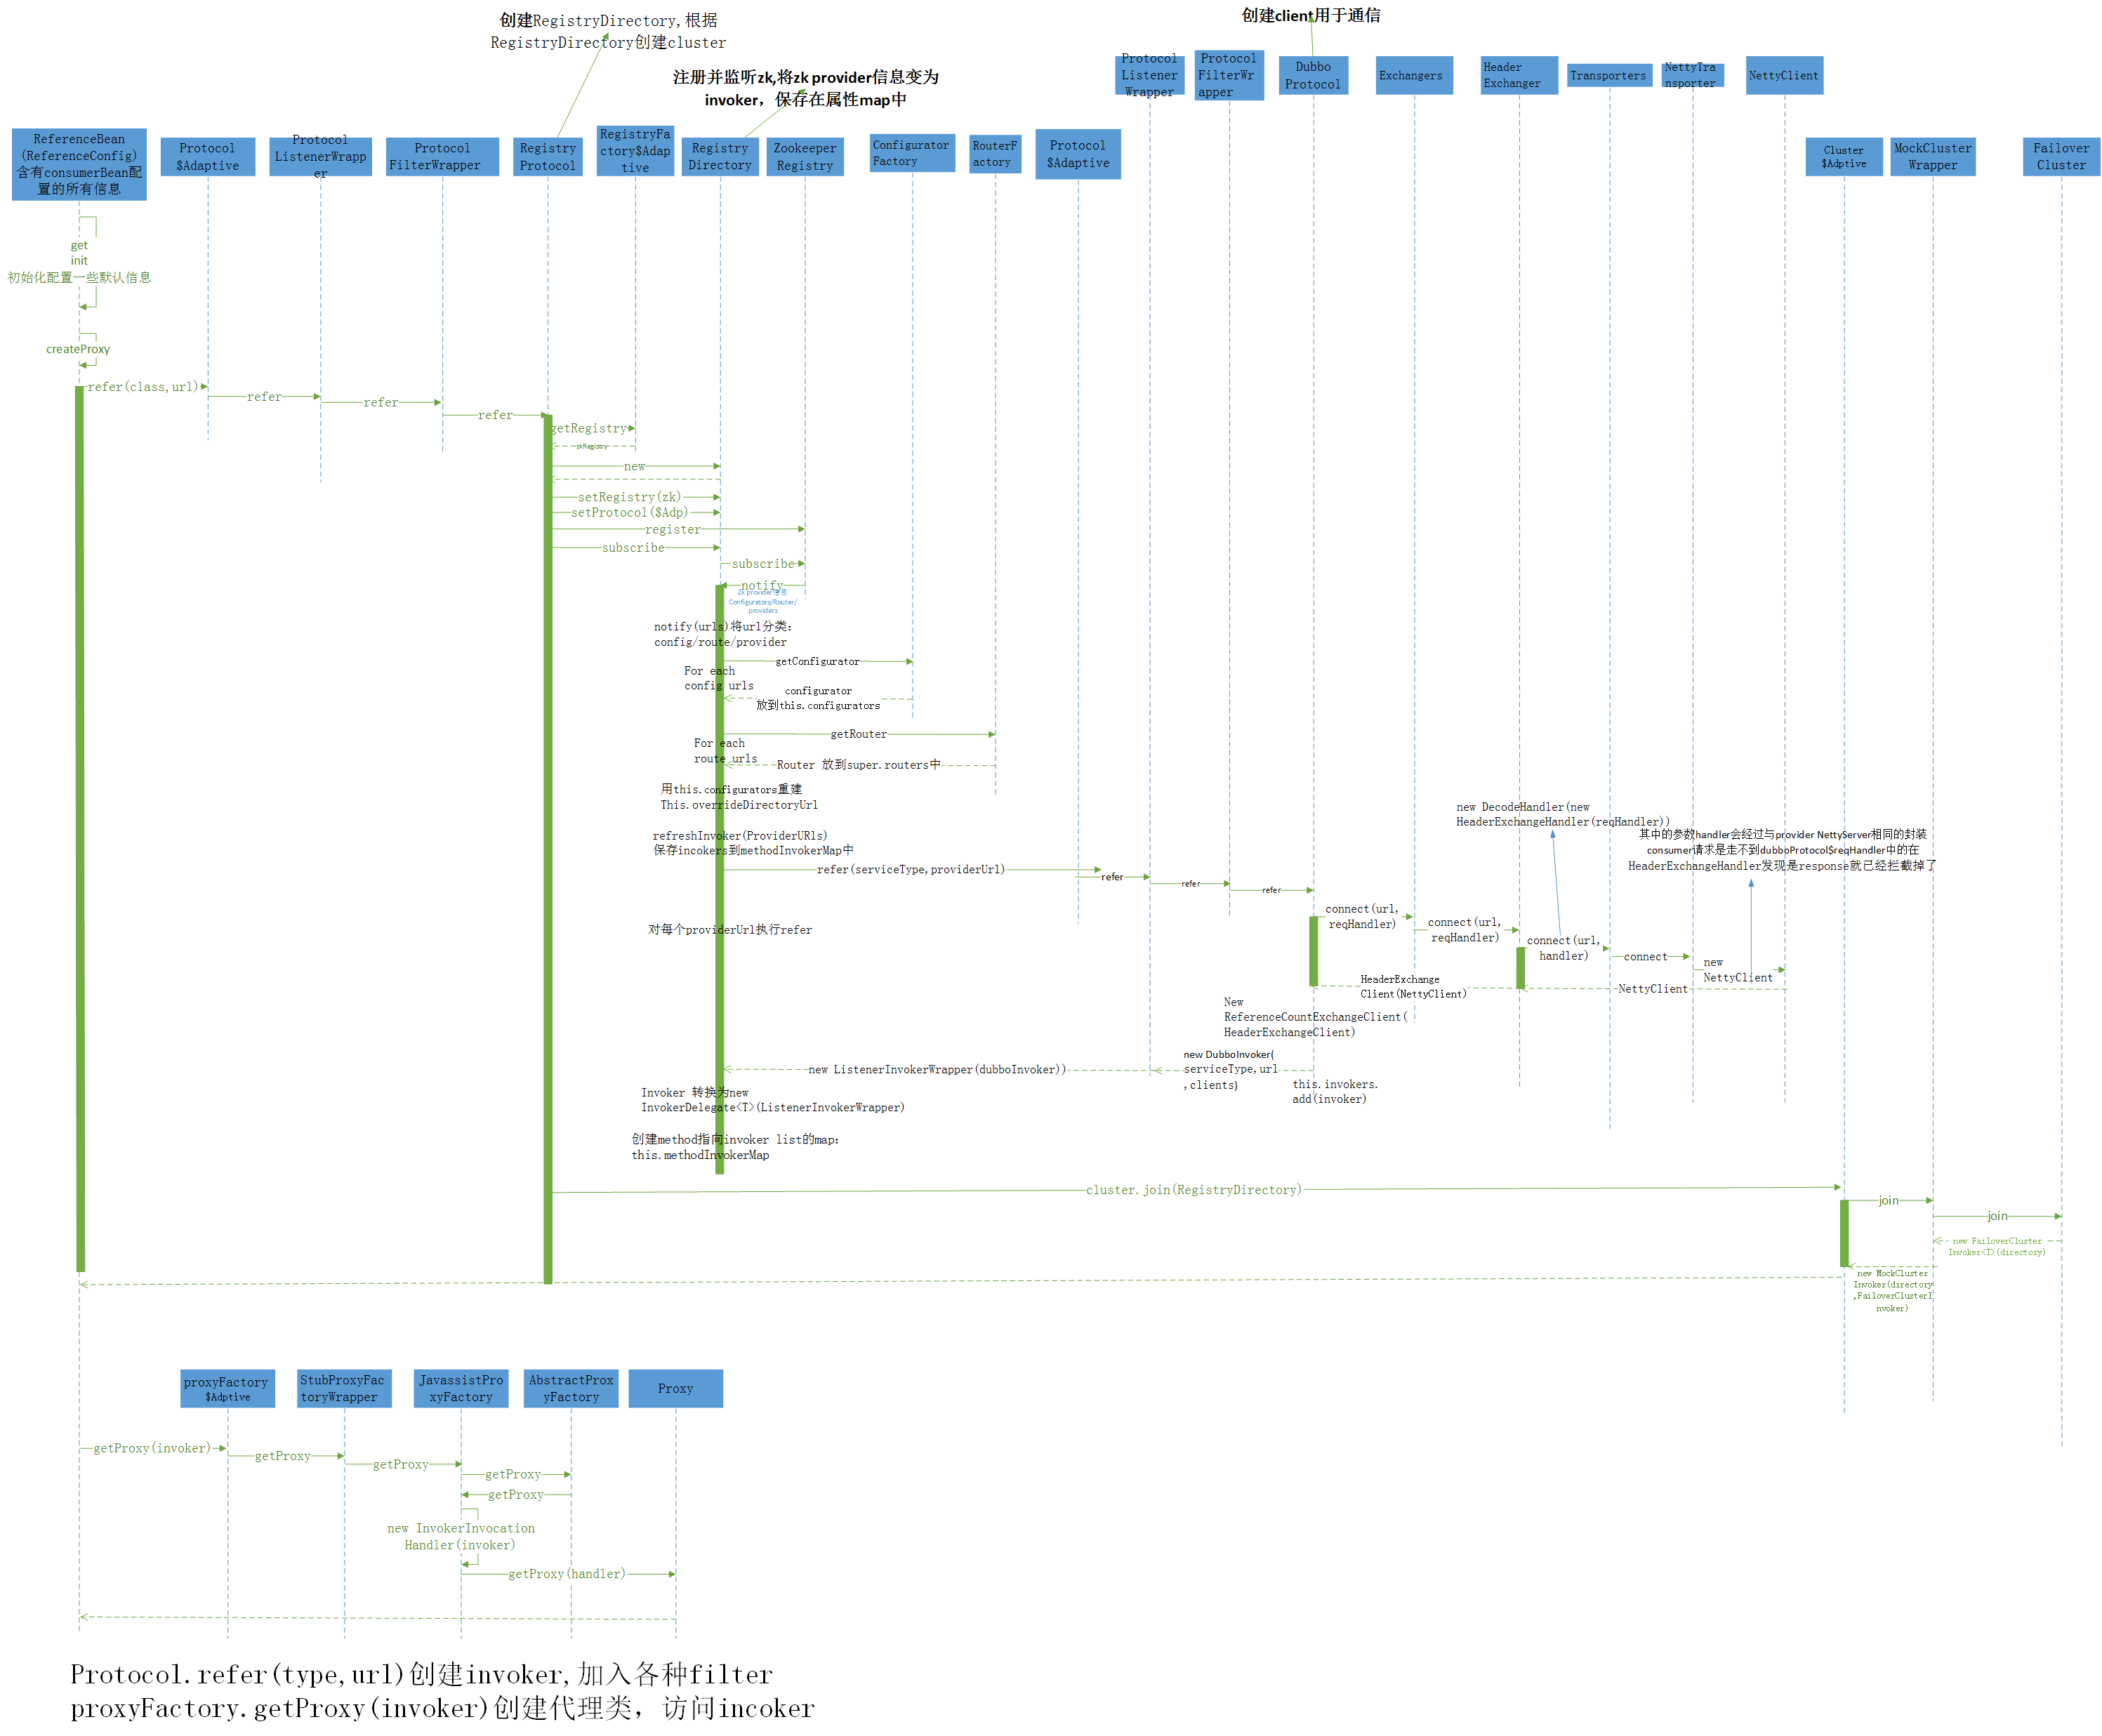 创建RegistryDirectory,根据
RegistryDirectory创建cluster
创建client用于通信
注册并监听zk,将zk provider信息变为
invoker，保存在属性map中
Protocol
Listener
Wrapper
Protocol
FilterWr
apper
Dubbo
Protocol
Exchangers
Header
Exchanger
Transporters
NettyTra
nsporter
NettyClient
ReferenceBean
(ReferenceConfig)
含有consumerBean配
置的所有信息
Protocol
$Adaptive
Protocol
ListenerWrapp
er
Protocol
FilterWrapper
Registry
Protocol
RegistryFa
ctory$Adap
tive
Registry
Directory
Zookeeper
Registry
Configurator
Factory
RouterF
actory
Protocol
$Adaptive
Cluster
$Adptive
MockCluster
Wrapper
Failover
Cluster
get
init
初始化配置一些默认信息
createProxy
refer(class,url)
refer
refer
refer
getRegistry
zkRegistry
new
setRegistry(zk)
setProtocol($Adp)
register
subscribe
subscribe
notify
zk provider信息
Configurators/Router/
providers
notify(urls)将url分类：
config/route/provider
getConfigurator
For each
config urls
configurator
放到this.configurators
getRouter
For each
route urls
Router 放到super.routers中
用this.configurators重建
This.overrideDirectoryUrl
refreshInvoker(ProviderURls)
保存incokers到methodInvokerMap中
refer(serviceType,providerUrl)
refer
refer
refer
new DecodeHandler(new
HeaderExchangeHandler(reqHandler))
其中的参数handler会经过与provider NettyServer相同的封装
consumer请求是走不到dubboProtocol$reqHandler中的在
HeaderExchangeHandler发现是response就已经拦截掉了
对每个providerUrl执行refer
connect(url,
reqHandler)
connect(url,
reqHandler)
connect(url,
handler)
connect
new
NettyClient
NettyClient
HeaderExchange
Client(NettyClient)
New
ReferenceCountExchangeClient(
HeaderExchangeClient)
new DubboInvoker(
serviceType,url
,clients)
new ListenerInvokerWrapper(dubboInvoker))
this.invokers.
add(invoker)
Invoker 转换为new
InvokerDelegate<T>(ListenerInvokerWrapper)
创建method指向invoker list的map：
this.methodInvokerMap
cluster.join(RegistryDirectory)
join
join
new FailoverCluster
Invoker<T>(directory)
new MockCluster
Invoker(directory
,FailoverClusterI
nvoker)
proxyFactory
$Adptive
StubProxyFac
toryWrapper
JavassistPro
xyFactory
AbstractProx
yFactory
Proxy
getProxy(invoker)
getProxy
getProxy
getProxy
getProxy
new InvokerInvocation
Handler(invoker)
getProxy(handler)
Protocol.refer(type,url)创建invoker,加入各种filter
proxyFactory.getProxy(invoker)创建代理类，访问incoker